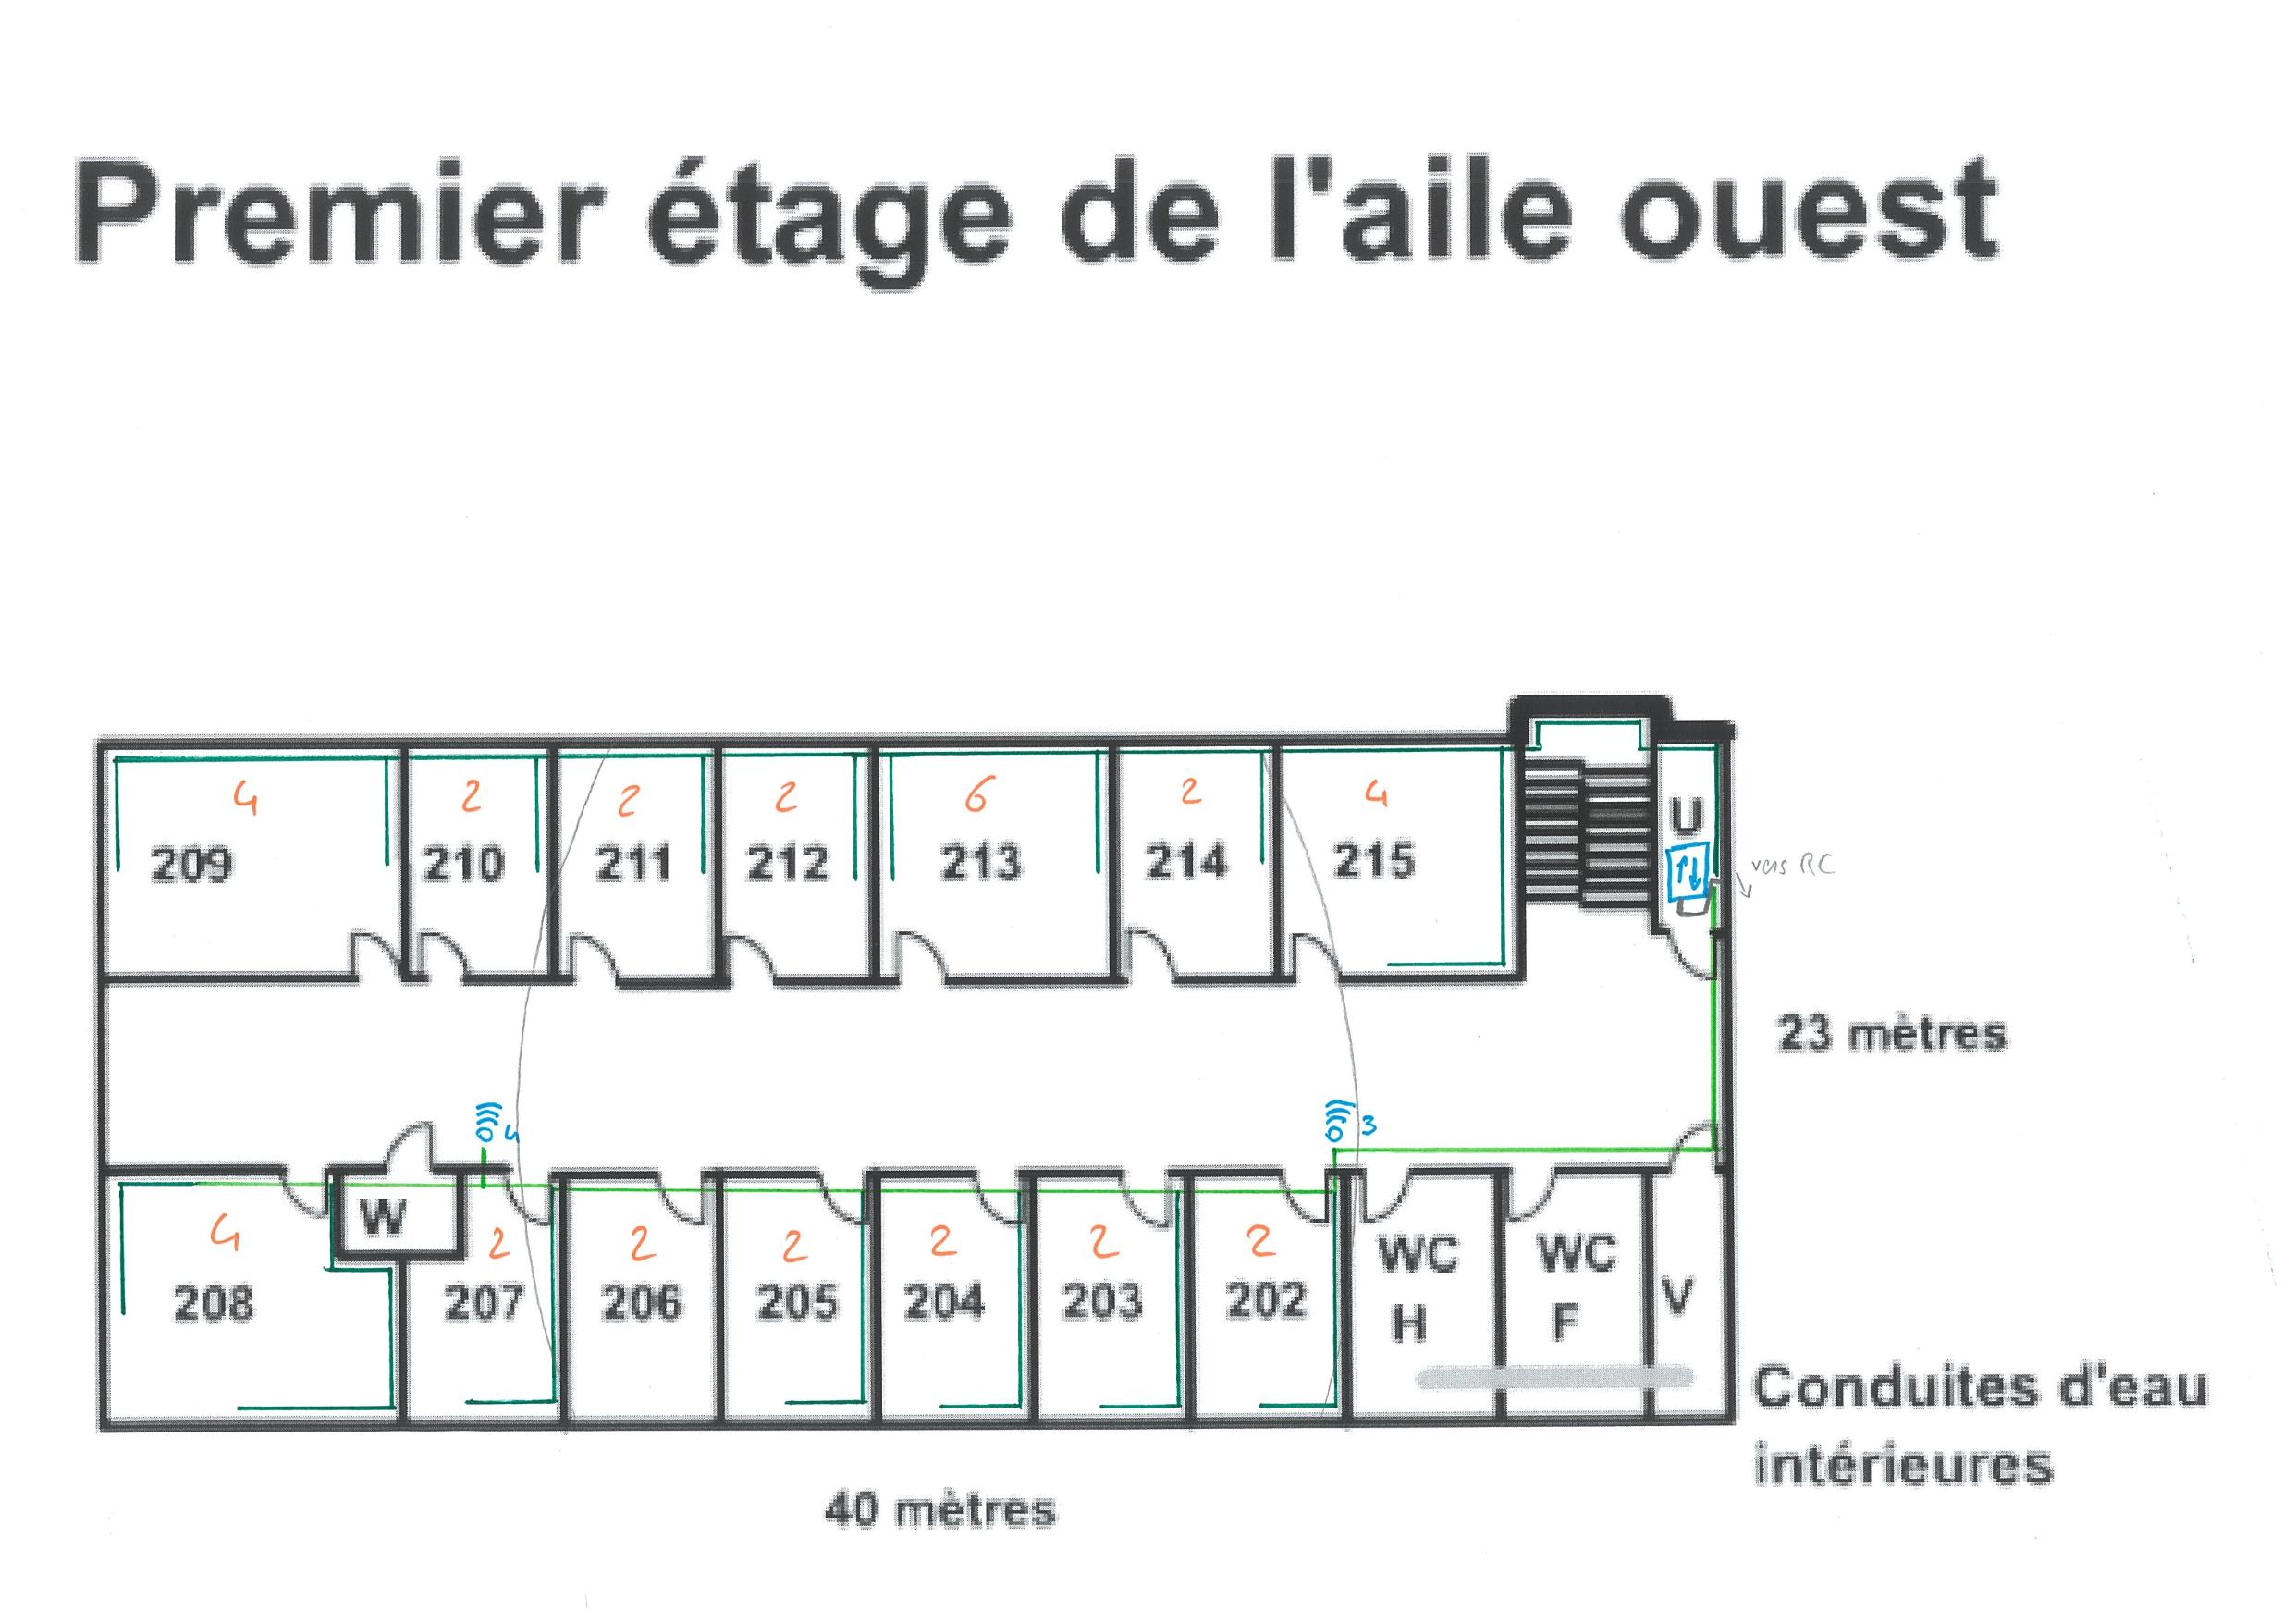 Premier étage de l'aile ouest
4 2 2 2 6 2 4
209 210 211 212 213 214 215 U
vers RC
23 mètres
4 3
W
4 2 2 2 2 2 2
208 207 206 205 204 203 202 WC H WC F V
Conduites d'eau
intérieures
40 mètres